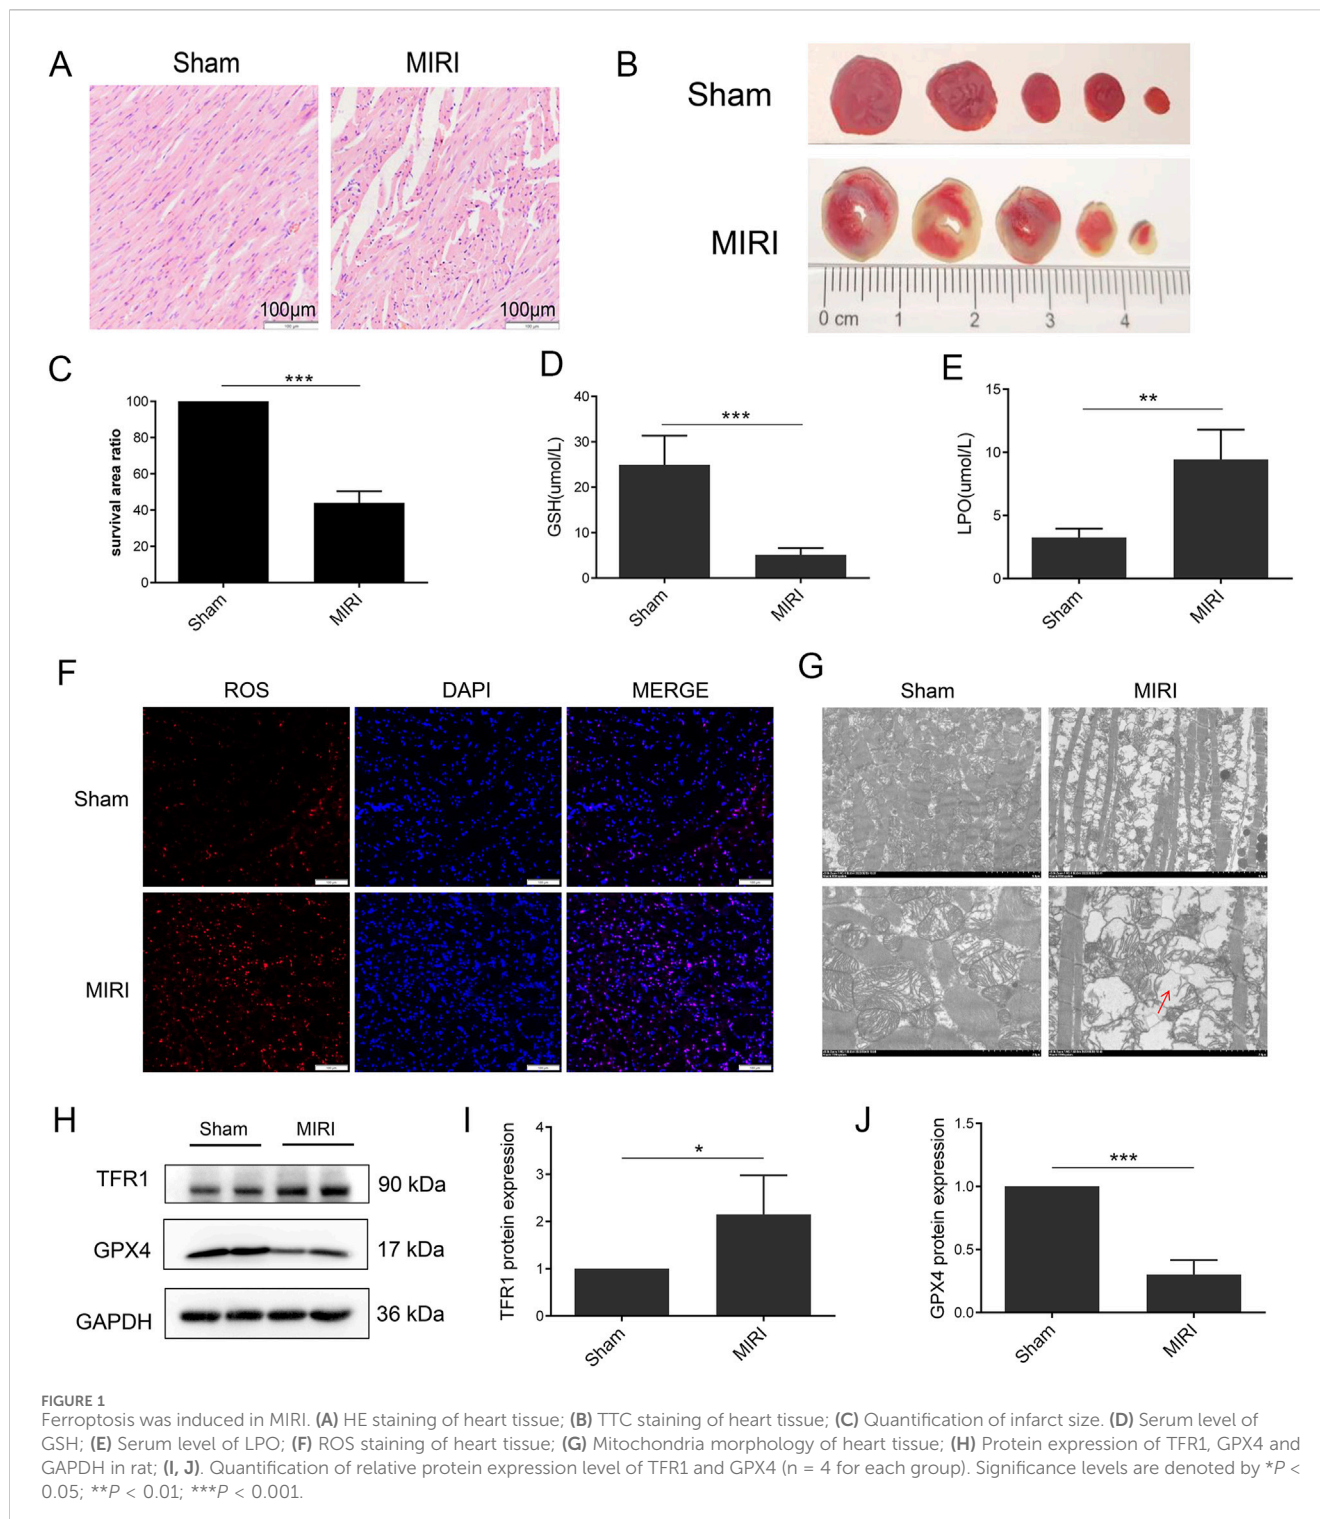 A
Sham
MIRI
100µm
100µm
B
Sham
MIRI
0 cm 1 2 3 4
C
***
survival area ratio
100
80
60
40
20
0
Sham
MIRI
D
***
GSH(umol/L)
40
30
20
10
0
Sham
MIRI
E
**
LPO(umol/L)
15
10
5
0
Sham
MIRI
F
ROS
DAPI
MERGE
Sham
MIRI
G
Sham
MIRI
H
Sham
MIRI
TFR1
90 kDa
GPX4
17 kDa
GAPDH
36 kDa
I
*
TFR1 protein expression
4
3
2
1
0
Sham
MIRI
J
***
GPX4 protein expression
1.5
1.0
0.5
0.0
Sham
MIRI
FIGURE 1
Ferroptosis was induced in MIRI. (A) HE staining of heart tissue; (B) TTC staining of heart tissue; (C) Quantification of infarct size. (D) Serum level of
GSH; (E) Serum level of LPO; (F) ROS staining of heart tissue; (G) Mitochondria morphology of heart tissue; (H) Protein expression of TFR1, GPX4 and
GAPDH in rat; (I, J). Quantification of relative protein expression level of TFR1 and GPX4 (n = 4 for each group). Significance levels are denoted by *P <
0.05; **P < 0.01; ***P < 0.001.